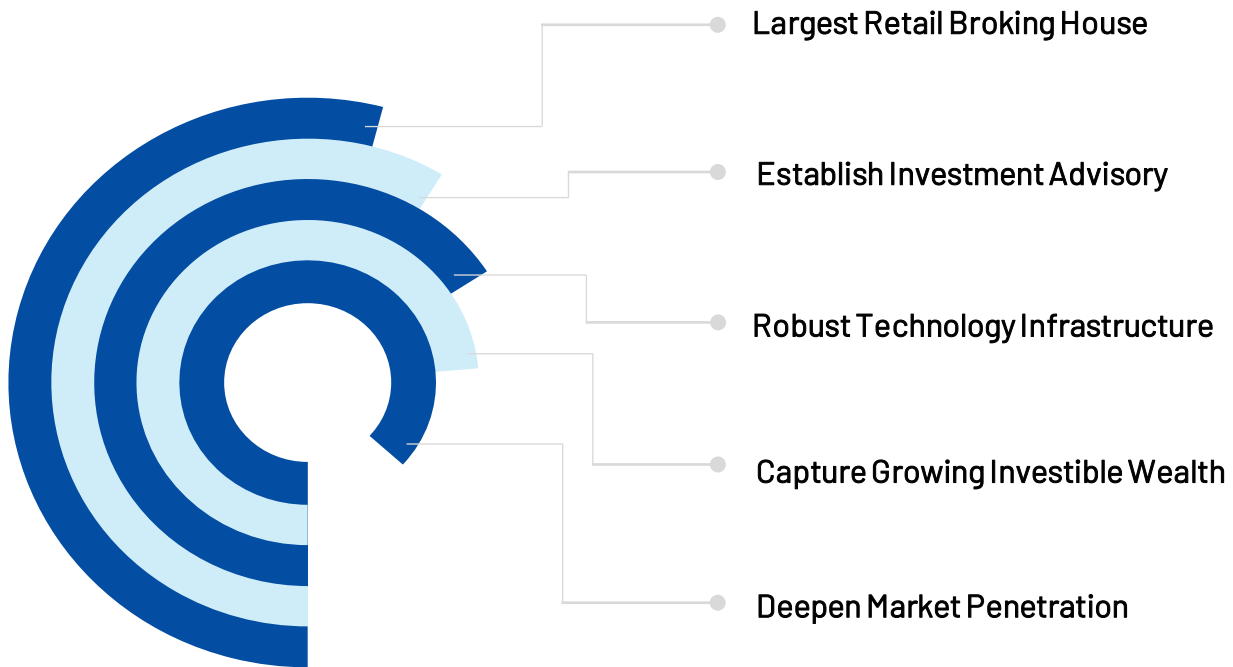 Largest Retail Broking House
Establish Investment Advisory
Robust Technology Infrastructure
Capture Growing Investible Wealth
Deepen Market Penetration